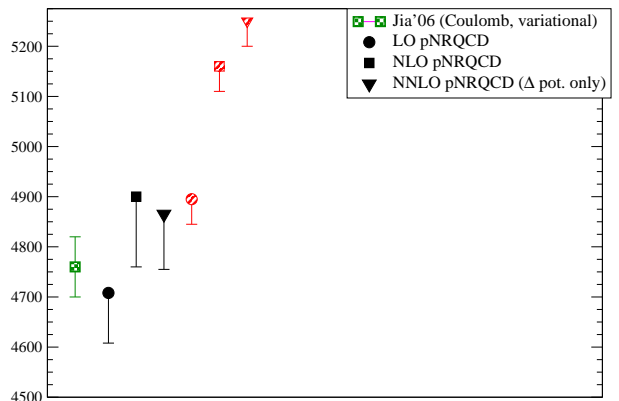 Jia’06 (Coulomb, variational)
LO pNRQCD
NLO pNRQCD
NNLO pNRQCD (Δ pot. only)
5200
5100
5000
4900
4800
4700
4600
4500